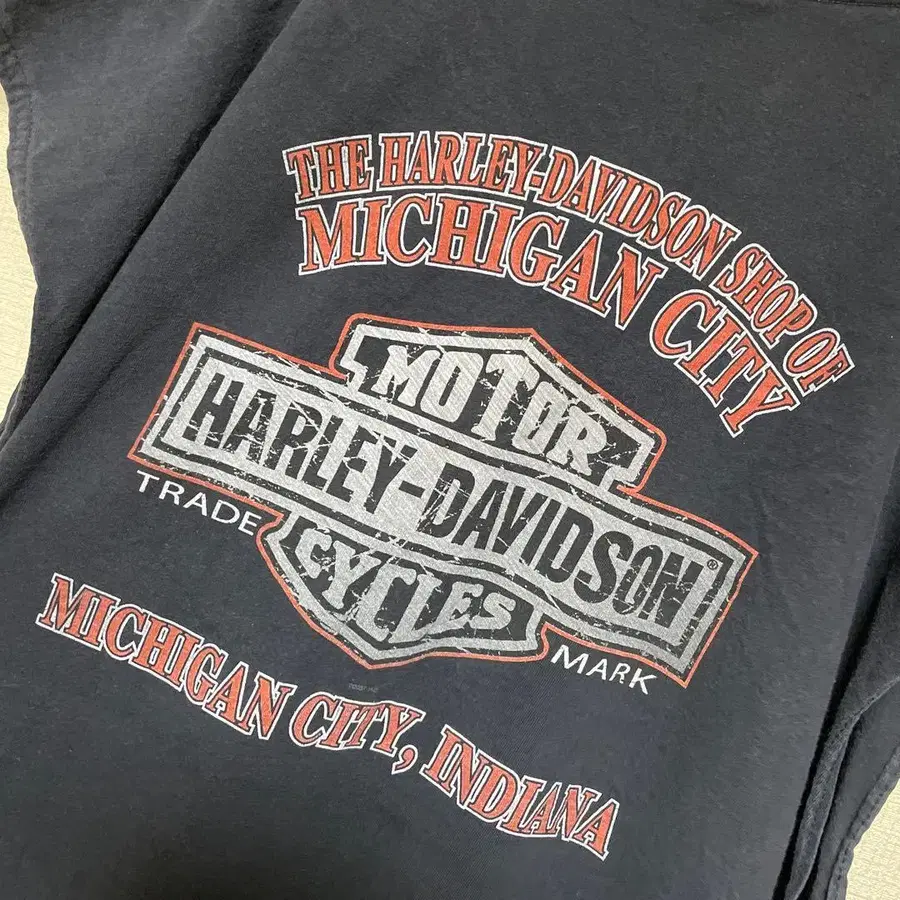 THE HARLEY-DAVIDSON SHOP OF
MICHIGAN CITY
MOTOR
HARLEY-DAVIDSON®
CYCLES
TRADE MARK
MICHIGAN CITY, INDIANA